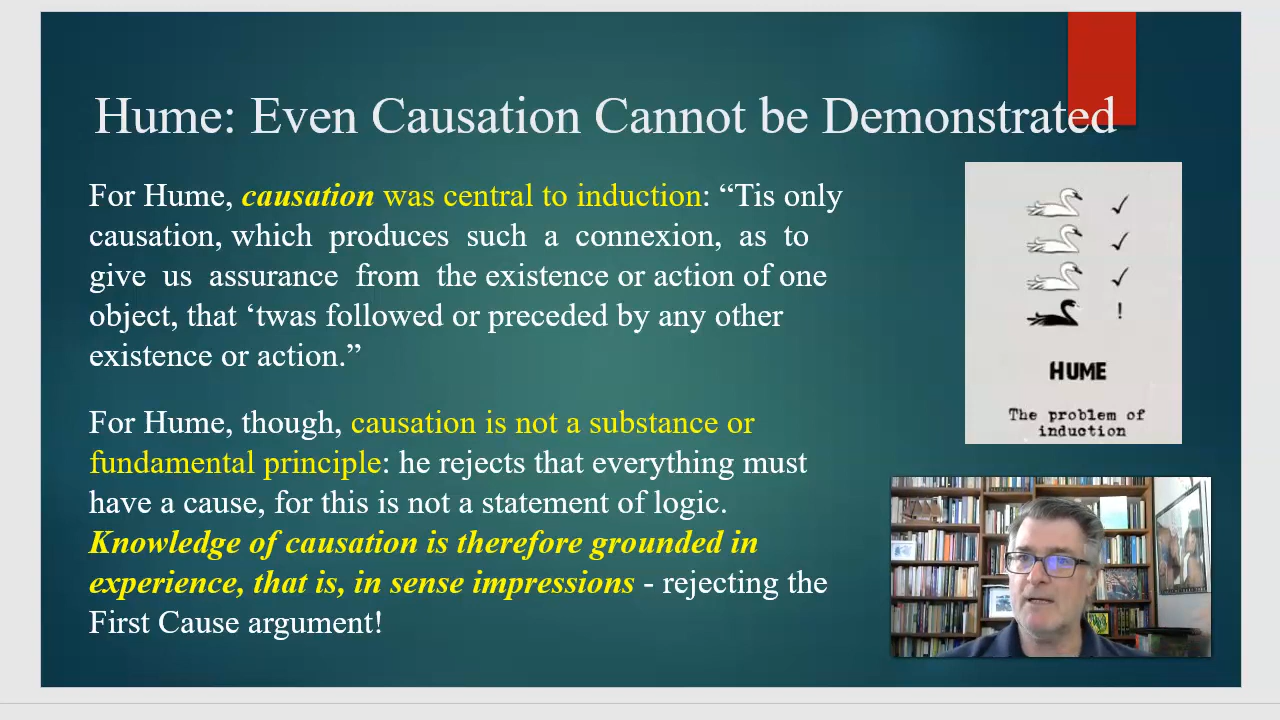 Hume: Even Causation Cannot be Demonstrated
For Hume, causation was central to induction: “Tis only
causation, which produces such a connexion, as to
give us assurance from the existence or action of one
object, that ‘twas followed or preceded by any other
existence or action.”
For Hume, though, causation is not a substance or
fundamental principle: he rejects that everything must
have a cause, for this is not a statement of logic.
Knowledge of causation is therefore grounded in
experience, that is, in sense impressions - rejecting the
First Cause argument!
HUME
The problem of
induction